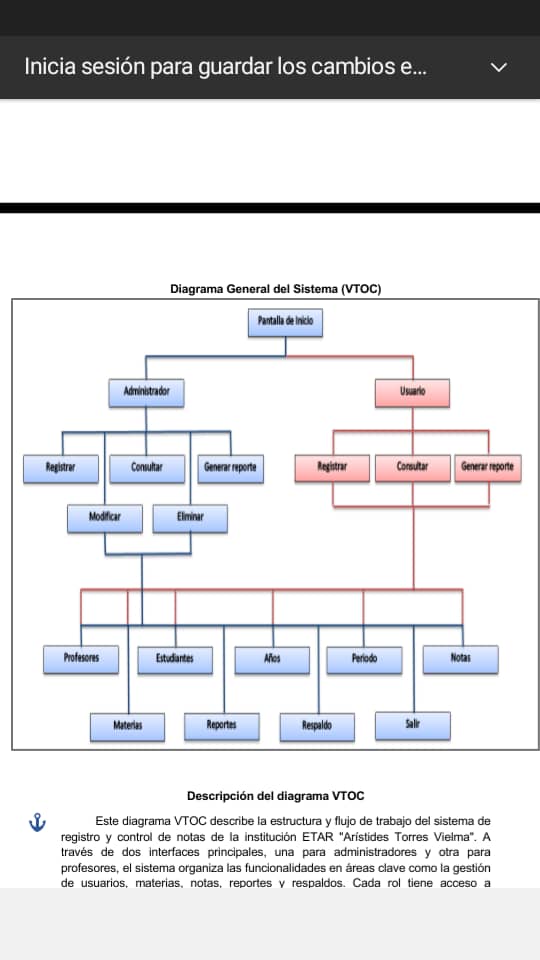 Inicia sesión para guardar los cambios e...
Diagrama General del Sistema (VTOC)
Pantalla de Inicio
Administrador
Usuario
Registrar
Consultar
Generar reporte
Registrar
Consultar
Generar reporte
Modificar
Eliminar
Profesores
Estudiantes
Años
Periodo
Notas
Materias
Reportes
Respaldo
Salir
Descripción del diagrama VTOC
Este diagrama VTOC describe la estructura y flujo de trabajo del sistema de
registro y control de notas de la institución ETAR "Arístides Torres Vielma". A
través de dos interfaces principales, una para administradores y otra para
profesores, el sistema organiza las funcionalidades en áreas clave como la gestión
de usuarios, materias, notas, reportes y respaldos. Cada rol tiene acceso a